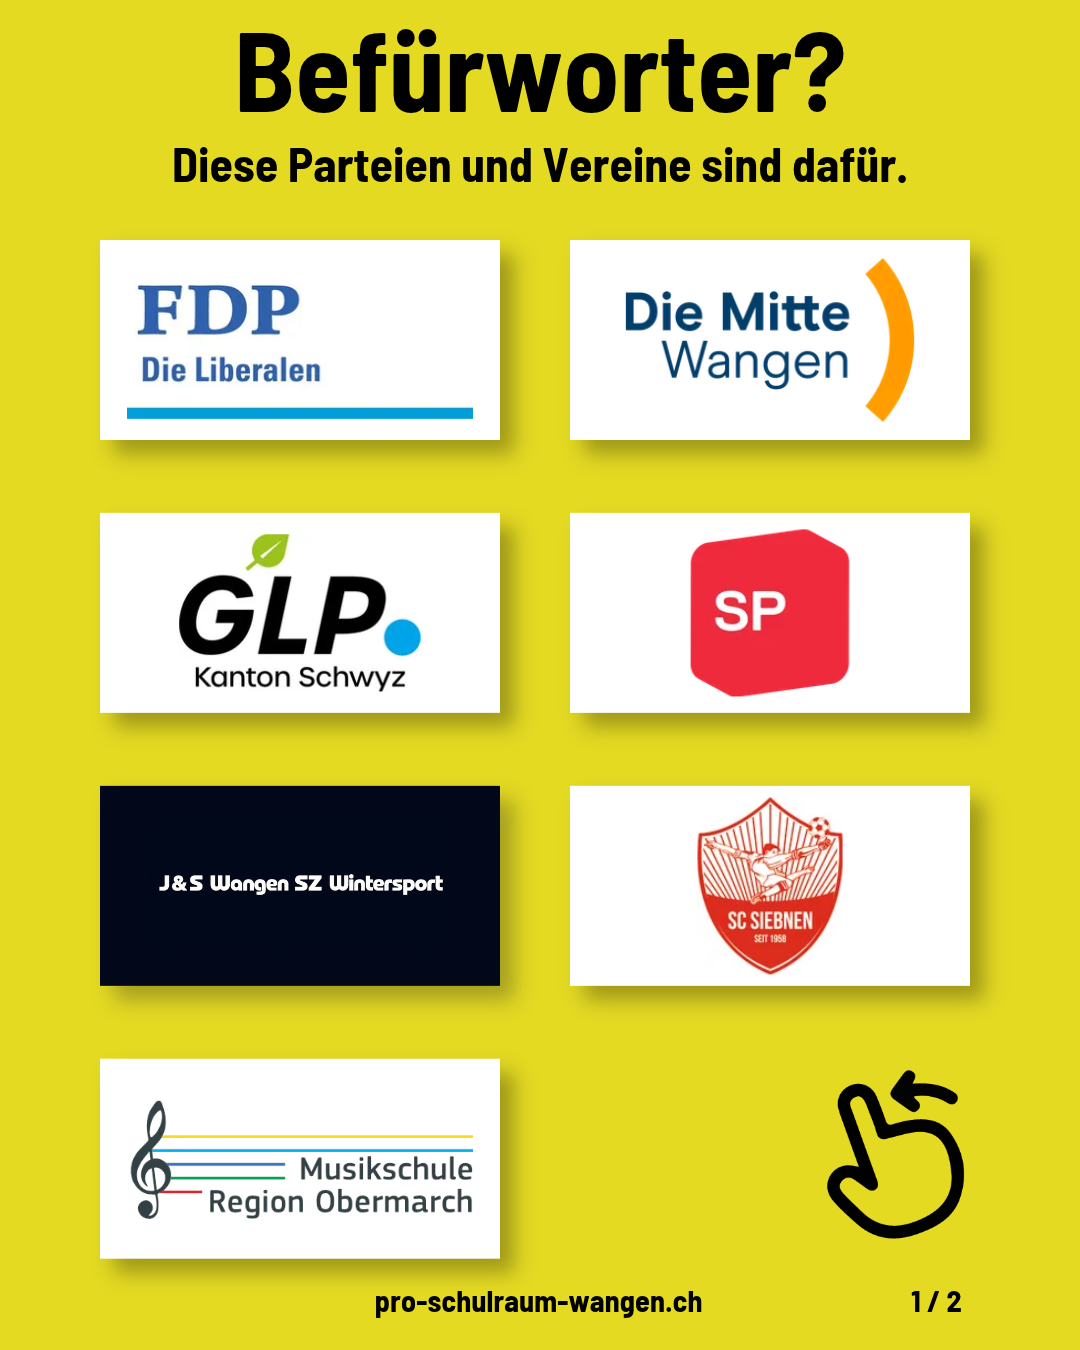 Befürworter?
Diese Parteien und Vereine sind dafür.
FDP
Die Liberalen
Die Mitte
Wangen
GLP.
Kanton Schwyz
SP
J&S Wangen SZ Wintersport
SC SIEBNEN
SEIT 1958
Musikschule
Region Obermarch
pro-schulraum-wangen.ch
1 / 2